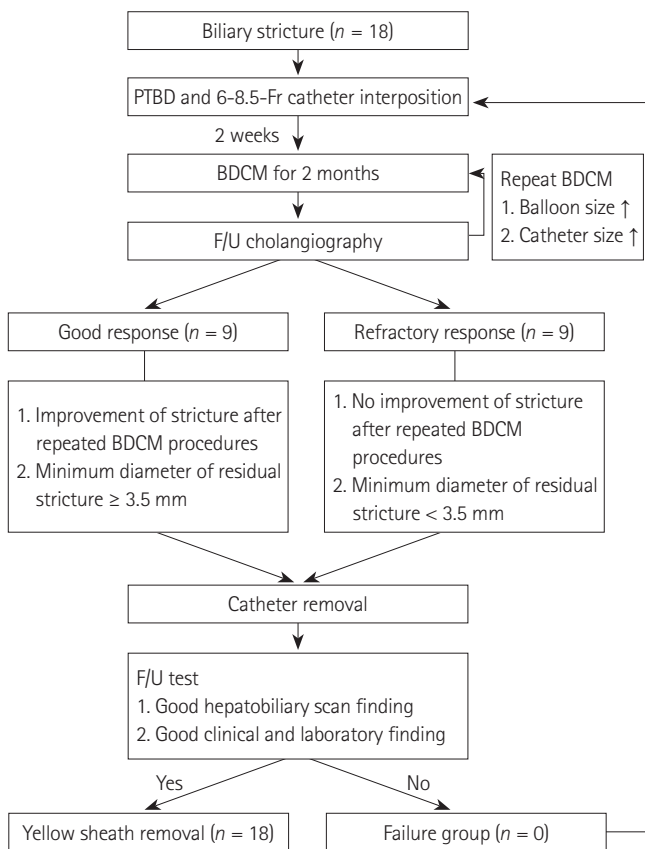 Biliary stricture (n = 18)
PTBD and 6-8.5-Fr catheter interposition
2 weeks
BDCM for 2 months
Repeat BDCM
1. Balloon size ↑
2. Catheter size ↑
F/U cholangiography
Good response (n = 9)
Refractory response (n = 9)
1. Improvement of stricture after
repeated BDCM procedures
2. Minimum diameter of residual
stricture ≥ 3.5 mm
1. No improvement of stricture
after repeated BDCM
procedures
2. Minimum diameter of residual
stricture < 3.5 mm
Catheter removal
F/U test
1. Good hepatobiliary scan finding
2. Good clinical and laboratory finding
Yes
No
Yellow sheath removal (n = 18)
Failure group (n = 0)